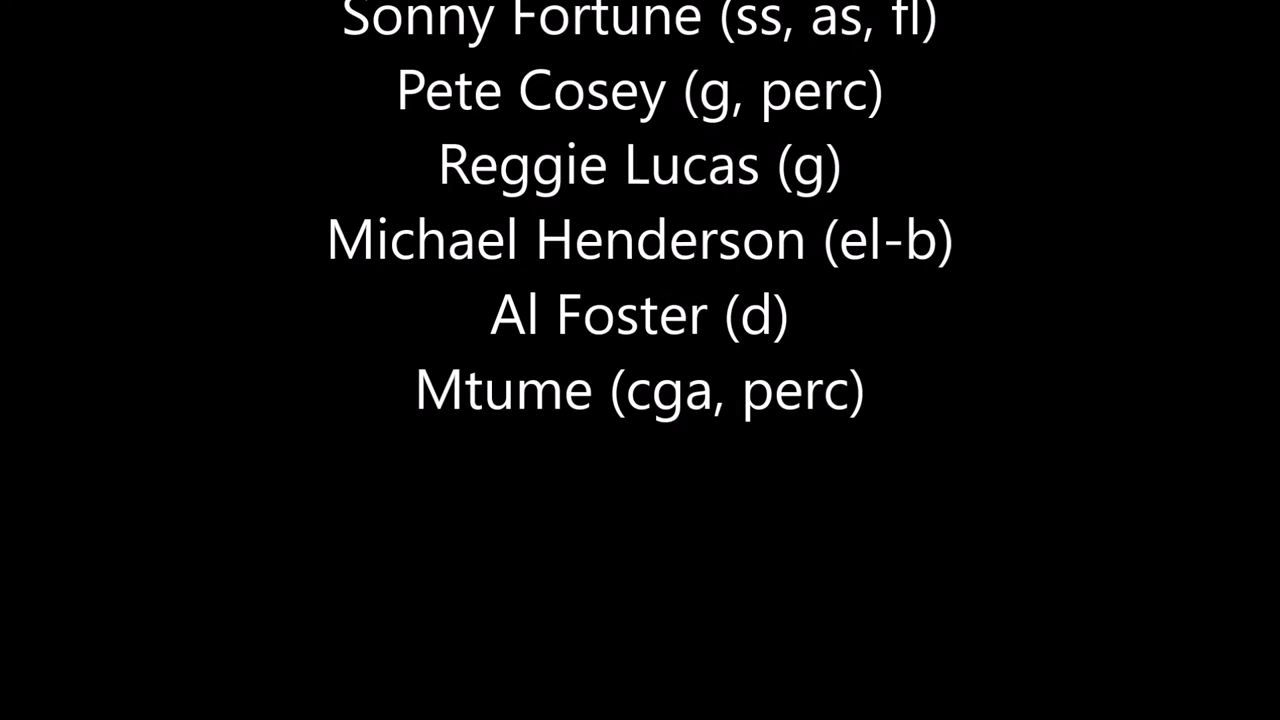 Sonny Fortune (ss, as, fl)
Pete Cosey (g, perc)
Reggie Lucas (g)
Michael Henderson (el-b)
Al Foster (d)
Mtume (cga, perc)